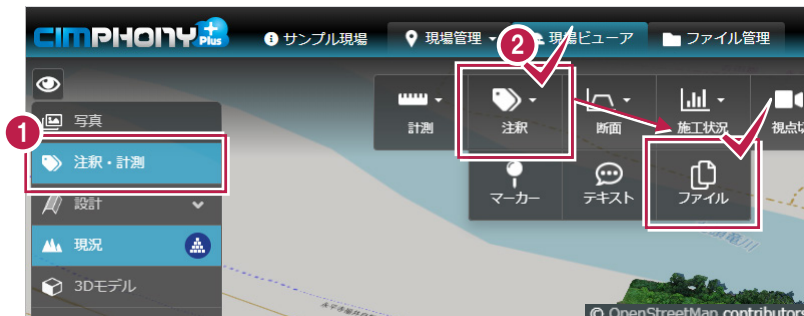 CIMPHONY Plus
サンプル現場
現場管理
現場ビューア
ファイル管理
2
計測
注釈
断面
施工状況
視点
1
写真
注釈・計測
マーカー
テキスト
ファイル
設計
現況
3Dモデル
© OpenStreetMap contributors